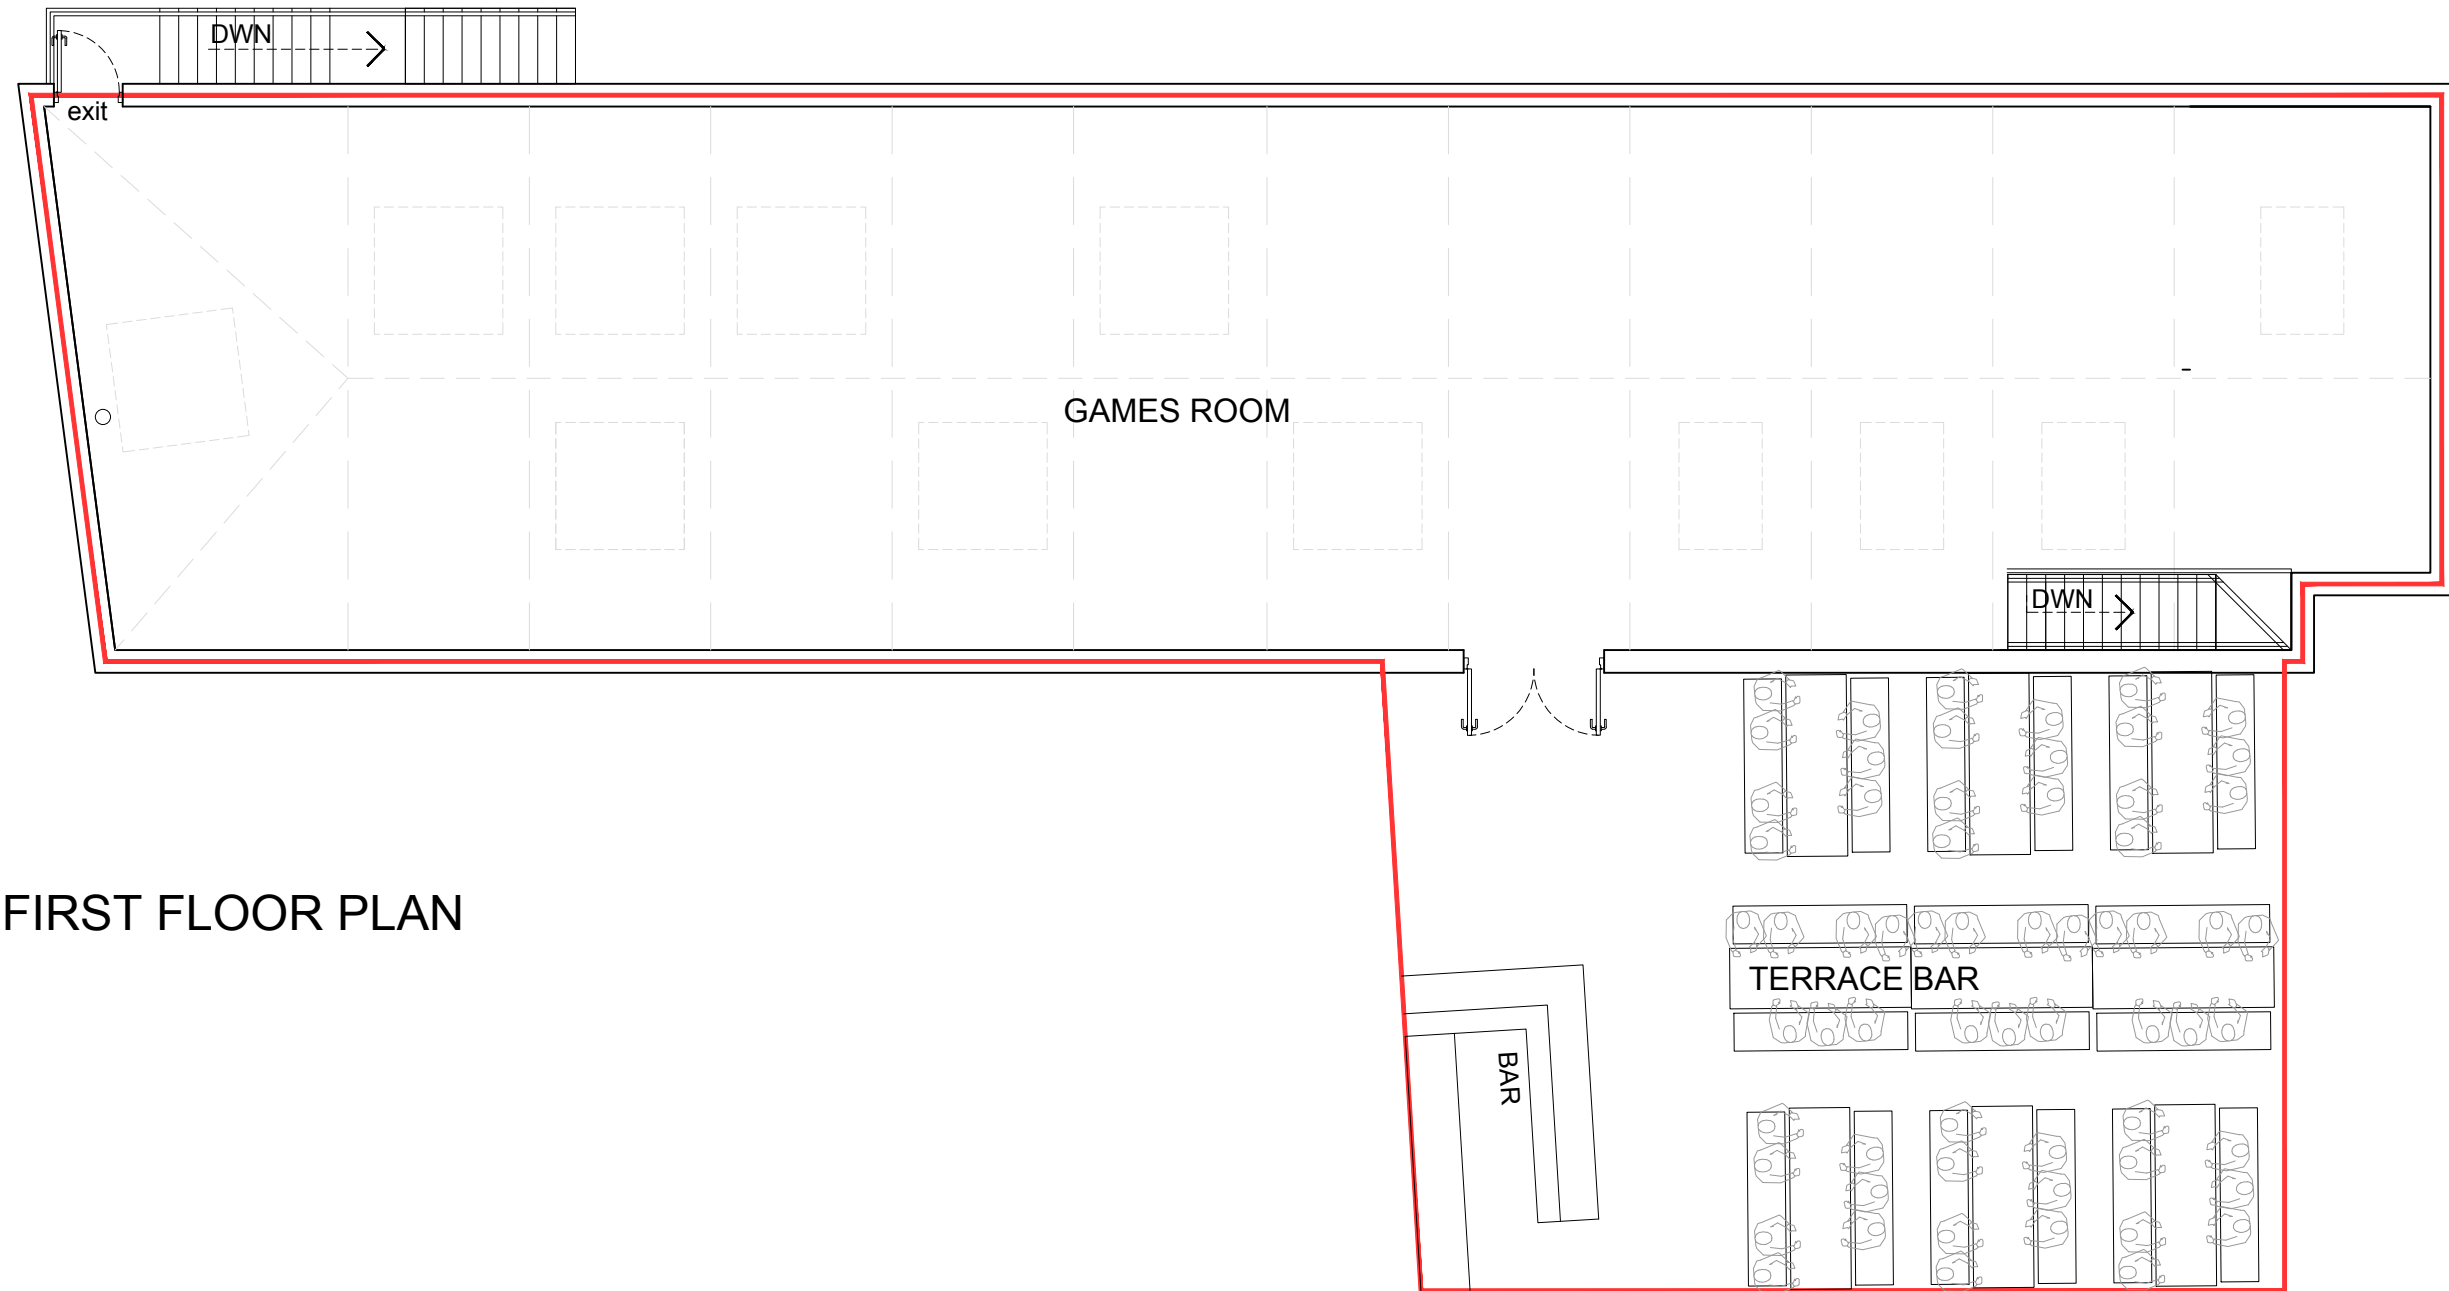 DWN
exit
GAMES ROOM
DWN
FIRST FLOOR PLAN
TERRACE BAR
BAR